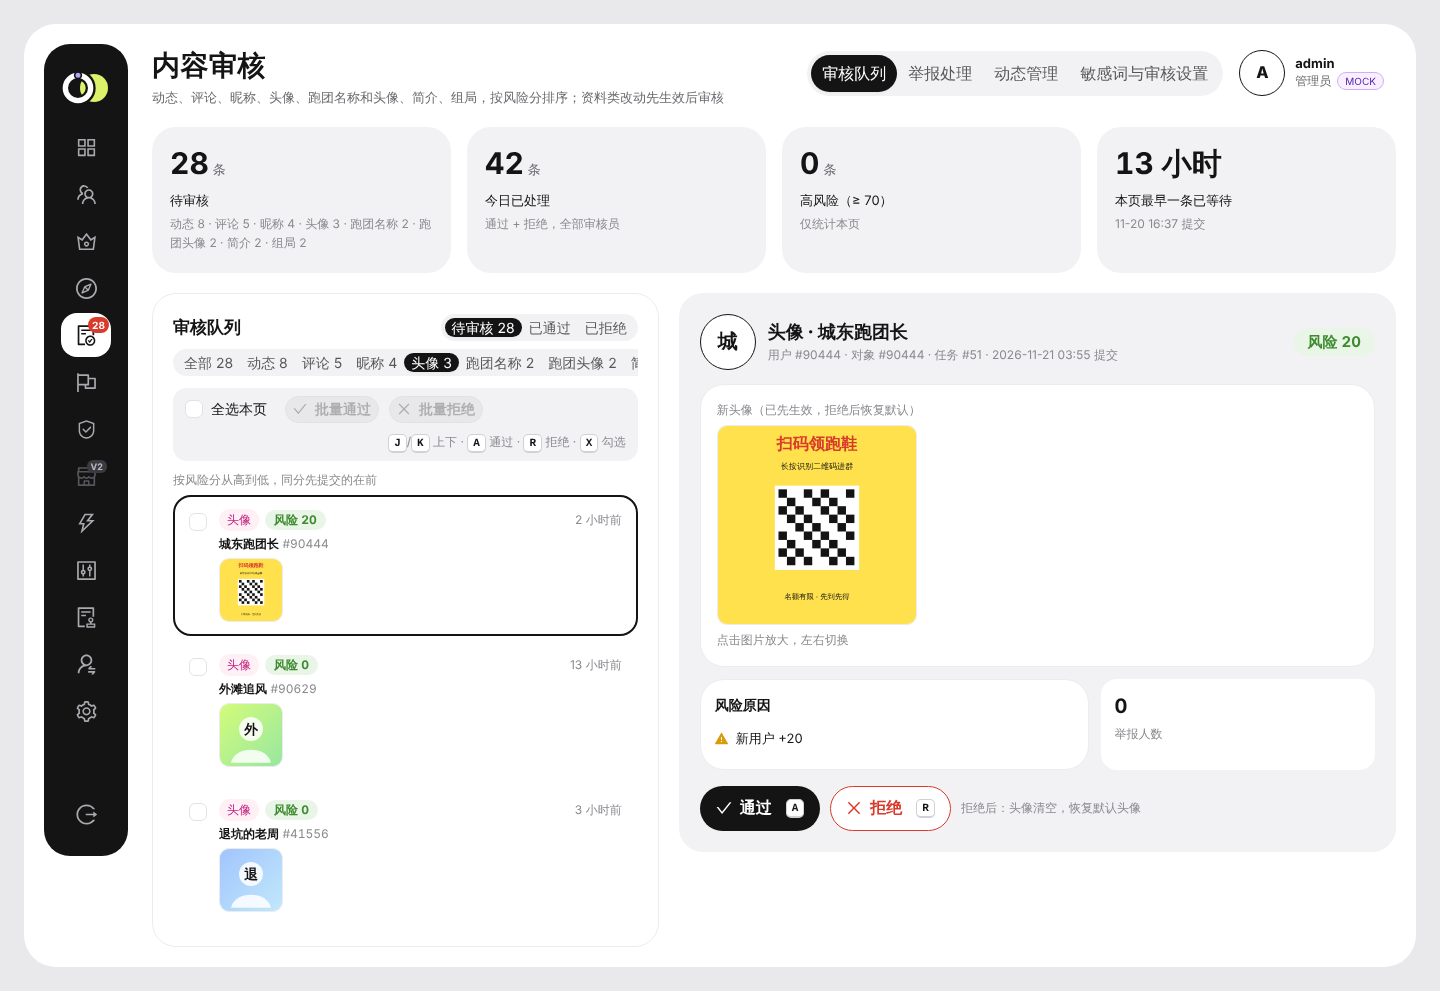 内容审核
动态、评论、昵称、头像、跑团名称和头像、简介、组局，按风险分排序；资料类改动先生效后审核
审核队列 举报处理 动态管理 敏感词与审核设置
A
admin
管理员 MOCK
28
V2
28 条
待审核
动态 8 · 评论 5 · 昵称 4 · 头像 3 · 跑团名称 2 · 跑
团头像 2 · 简介 2 · 组局 2
42 条
今日已处理
通过 + 拒绝，全部审核员
0 条
高风险（≥ 70）
仅统计本页
13 小时
本页最早一条已等待
11-20 16:37 提交
审核队列
待审核 28 已通过 已拒绝
全部 28 动态 8 评论 5 昵称 4 头像 3 跑团名称 2 跑团头像 2
全选本页 批量通过 批量拒绝
J / K 上下 · A 通过 · R 拒绝 · X 勾选
按风险分从高到低，同分先提交的在前
头像 风险 20 2 小时前
城东跑团长 #90444
扫码领跑鞋
头像 风险 0 13 小时前
外滩追风 #90629
外
头像 风险 0 3 小时前
退坑的老周 #41556
退
城
头像 · 城东跑团长
用户 #90444 · 对象 #90444 · 任务 #51 · 2026-11-21 03:55 提交
风险 20
新头像（已先生效，拒绝后恢复默认）
扫码领跑鞋
长按识别二维码进群
名额有限 · 先到先得
点击图片放大，左右切换
风险原因
新用户 +20
0
举报人数
通过 A
拒绝 R
拒绝后：头像清空，恢复默认头像